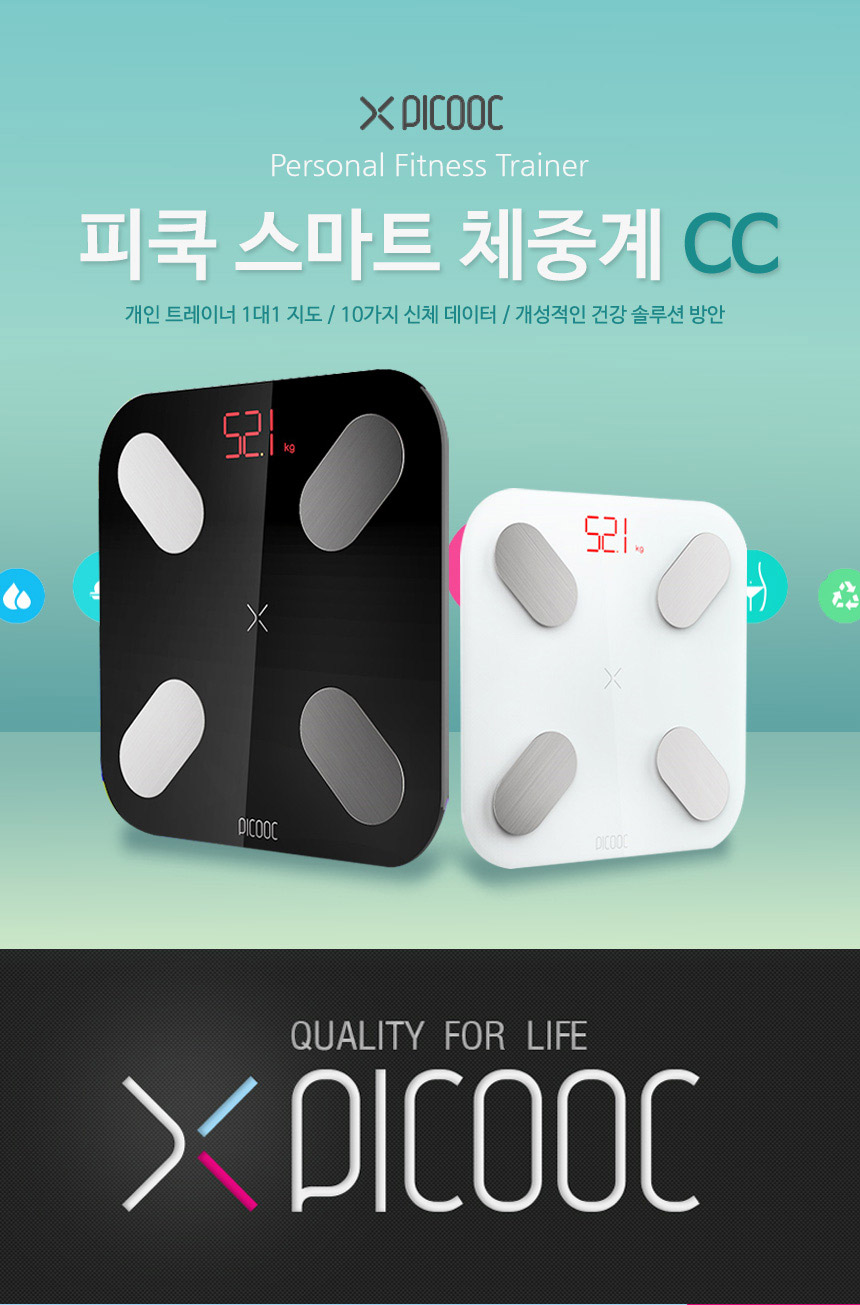 PICOOC
Personal Fitness Trainer
피쿡 스마트 체중계 CC
개인 트레이너 1대1 지도 / 10가지 신체 데이터 / 개성적인 건강 솔루션 방안
52.1 kg
52.1 kg
PICOOC
PICOOC
QUALITY FOR LIFE
PICOOC